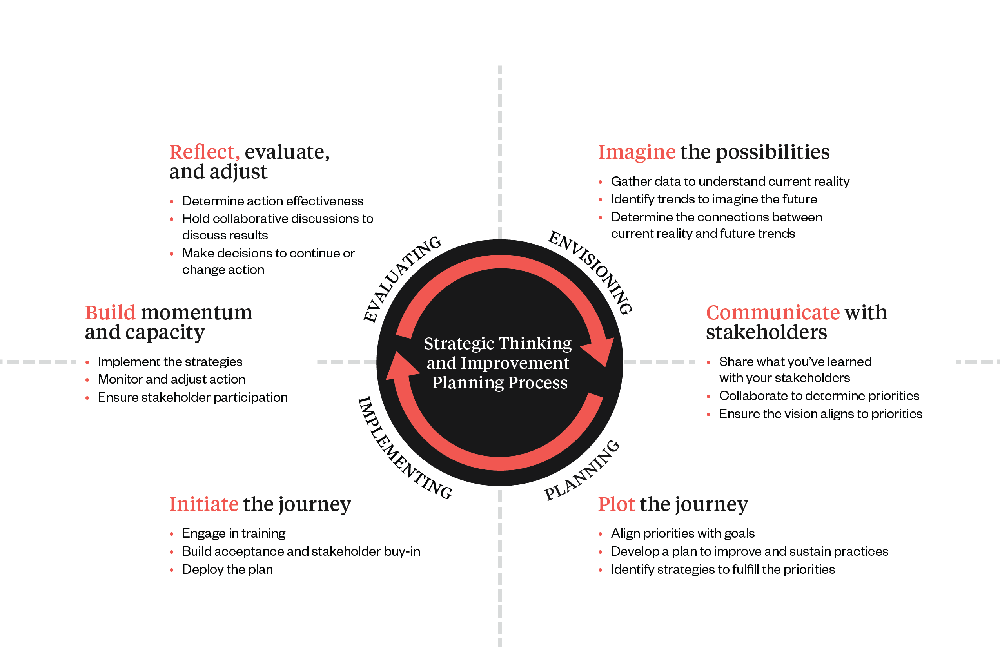 Reflect, evaluate,
and adjust
• Determine action effectiveness
• Hold collaborative discussions to
discuss results
• Make decisions to continue or
change action
Imagine the possibilities
• Gather data to understand current reality
• Identify trends to imagine the future
• Determine the connections between
current reality and future trends
EVALUATING
ENVISIONING
Build momentum
and capacity
• Implement the strategies
• Monitor and adjust action
• Ensure stakeholder participation
Strategic Thinking
and Improvement
Planning Process
Communicate with
stakeholders
• Share what you’ve learned
with your stakeholders
• Collaborate to determine priorities
• Ensure the vision aligns to priorities
IMPLEMENTING
PLANNING
Initiate the journey
• Engage in training
• Build acceptance and stakeholder buy-in
• Deploy the plan
Plot the journey
• Align priorities with goals
• Develop a plan to improve and sustain practices
• Identify strategies to fulfill the priorities